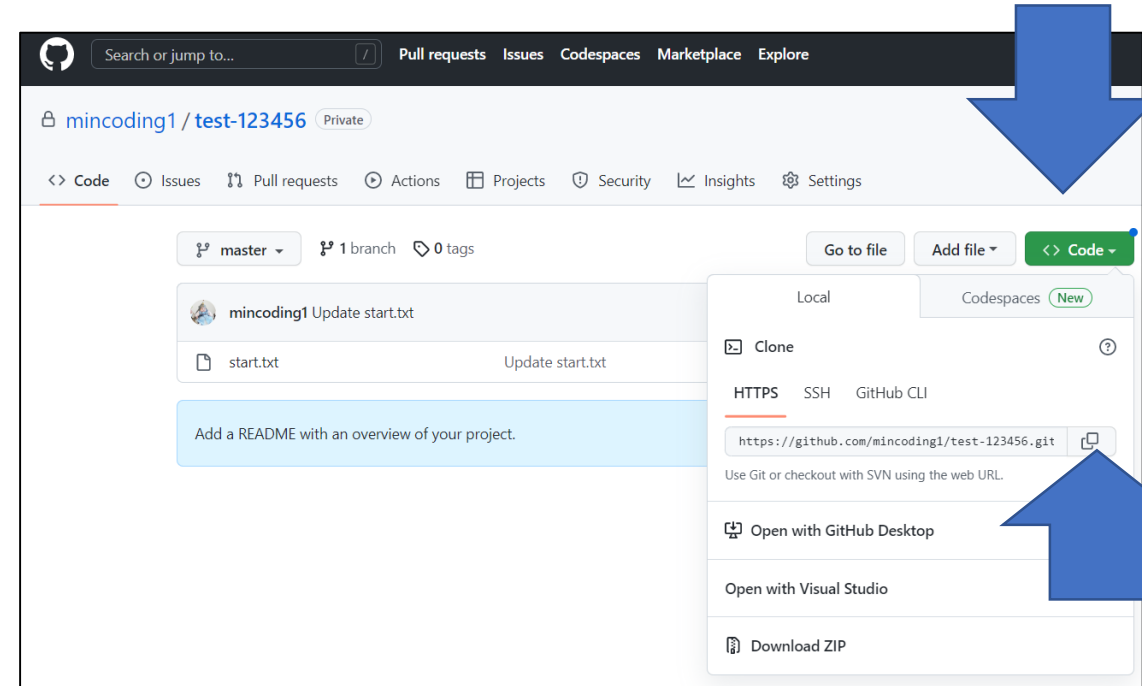 Search or jump to... / Pull requests Issues Codespaces Marketplace Explore
mincoding1 / test-123456 Private
<> Code Issues Pull requests Actions Projects Security Insights Settings
master 1 branch 0 tags Go to file Add file <> Code
Local Codespaces New
mincoding1 Update start.txt
Clone
start.txt Update start.txt
HTTPS SSH GitHub CLI
Add a README with an overview of your project.
https://github.com/mincoding1/test-123456.git
Use Git or checkout with SVN using the web URL.
Open with GitHub Desktop
Open with Visual Studio
Download ZIP